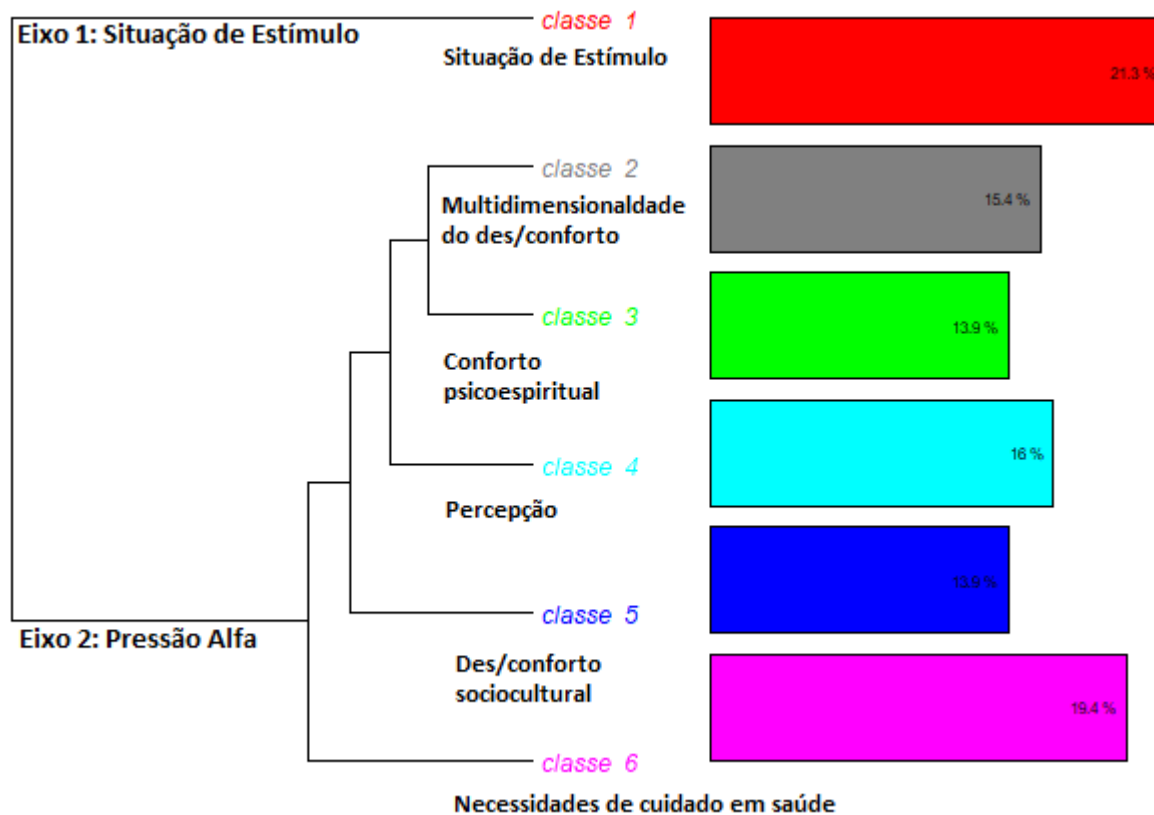 classe 1
Eixo 1: Situação de Estímulo
Situação de Estímulo
21.3 %
classe 2
Multidimensionaldade
do des/conforto
15.4 %
classe 3
13.9 %
Conforto
psicoespiritual
classe 4
16 %
Percepção
classe 5
13.9 %
Eixo 2: Pressão Alfa
Des/conforto
sociocultural
19.4 %
classe 6
Necessidades de cuidado em saúde